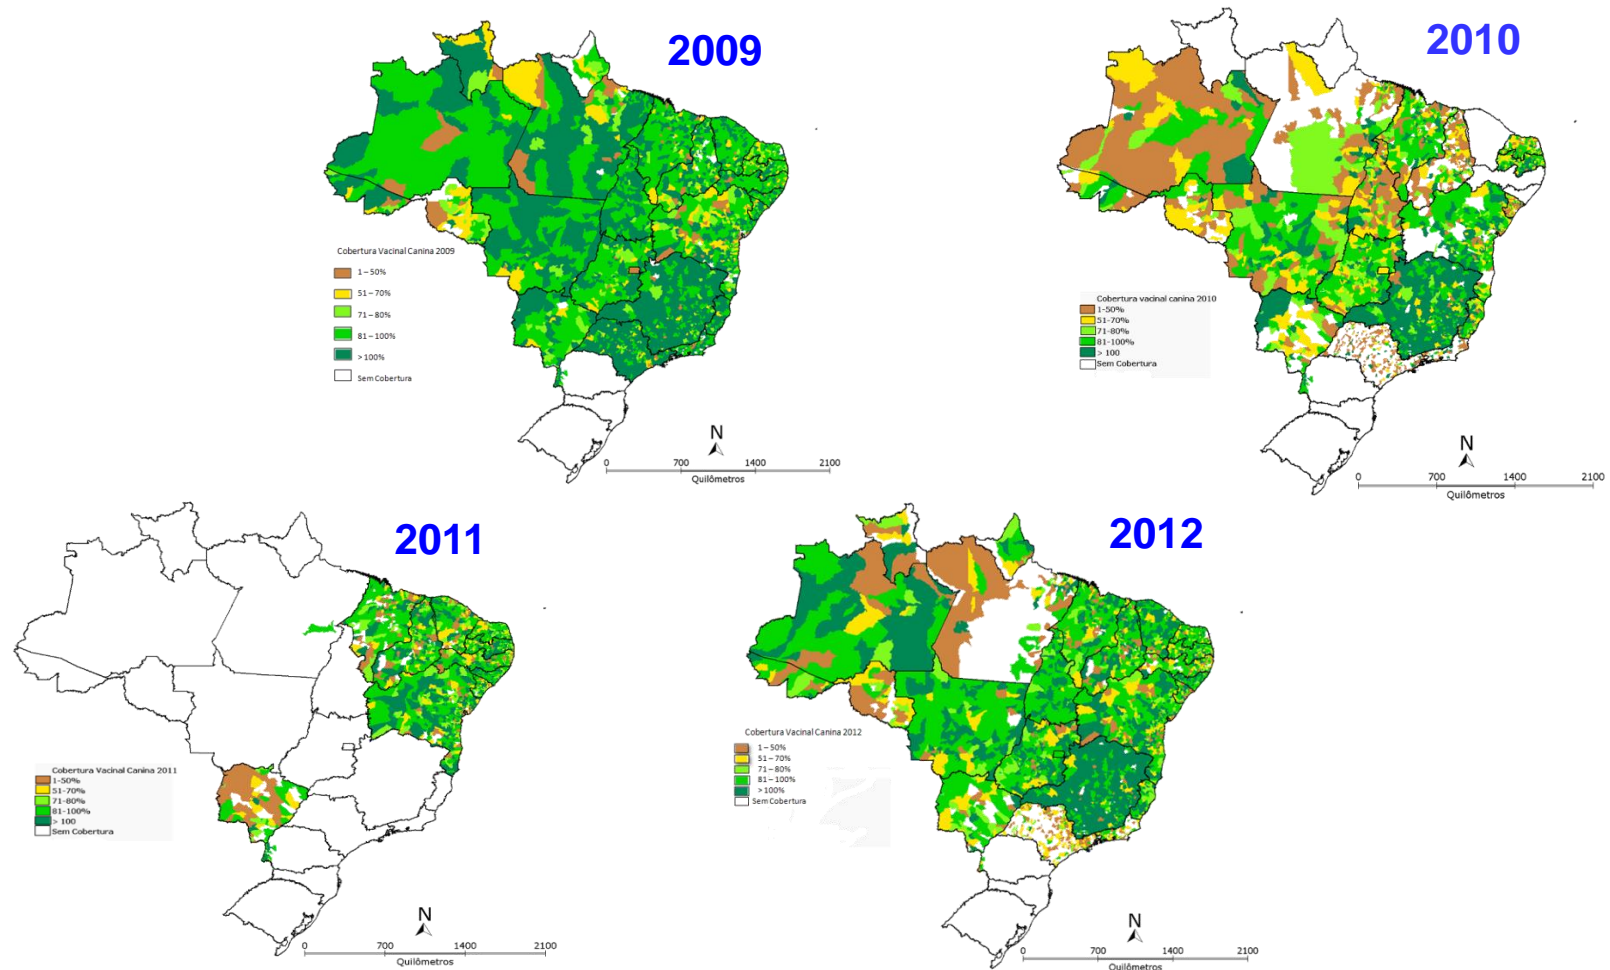 2009
Cobertura Vacinal Canina 2009
1 – 50%
51 – 70%
71 – 80%
81 – 100%
> 100%
Sem Cobertura
N
0 700 1400 2100
Quilômetros
2010
Cobertura vacinal canina 2010
1-50%
51-70%
71-80%
81-100%
> 100
Sem Cobertura
N
0 700 1400 2100
Quilômetros
2011
Cobertura Vacinal Canina 2011
1-50%
51-70%
71-80%
81-100%
> 100
Sem Cobertura
N
0 700 1400 2100
Quilômetros
2012
Cobertura Vacinal Canina 2012
1 – 50%
51 – 70%
71 – 80%
81 – 100%
> 100%
Sem Cobertura
N
0 700 1400 2100
Quilômetros